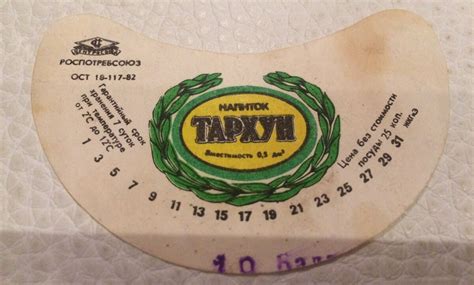 РОСПОТРЕБСОЮЗ
ОСТ 18-117-82
Гарантийный срок
хранения 7 суток
при температуре
от 2°С до 12°С
НАПИТОК
ТАРХУН
Вместимость 0,5 дм³
Цена без стоимости
посуды 25 коп.
1 3 5 7 9 11 13 15 17 19 21 23 25 27 29 31
10